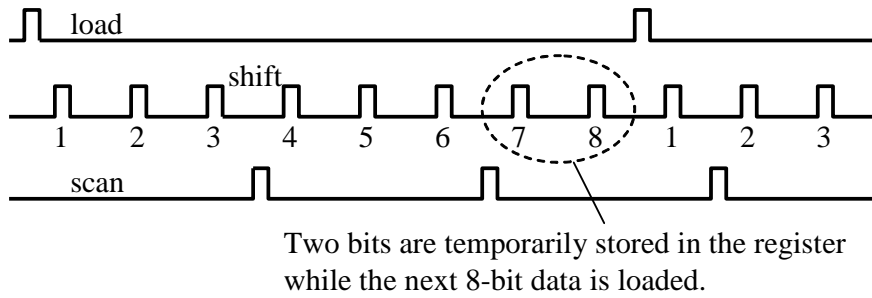 load
shift
1 2 3 4 5 6 7 8 1 2 3
scan
Two bits are temporarily stored in the register
while the next 8-bit data is loaded.